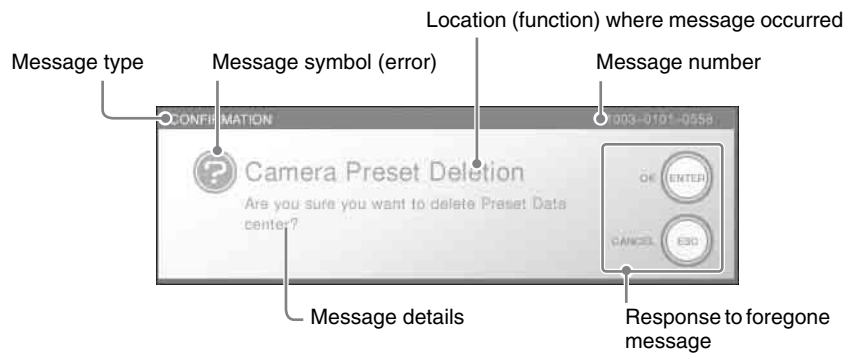 Location (function) where message occurred
Message type
Message symbol (error)
Message number
CONFIRMATION
1003-0101-0558
?
Camera Preset Deletion
Are you sure you want to delete Preset Data
center?
OK
ENTER
CANCEL
ESC
Message details
Response to foregone
message